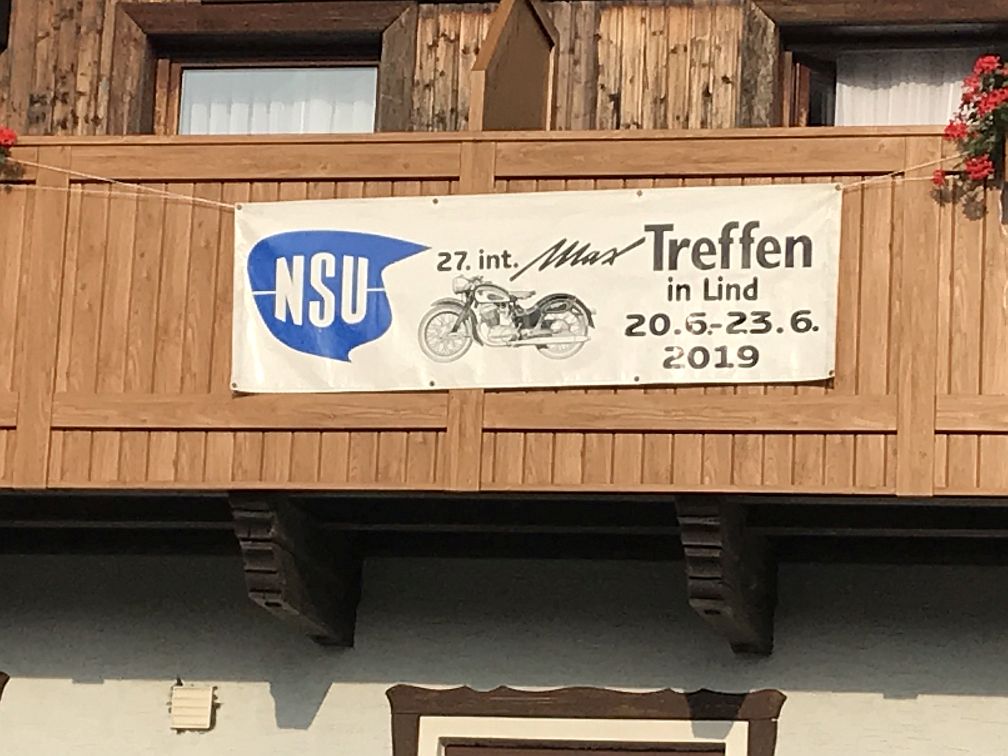 NSU
27. int. Max Treffen
in Lind
20.6.-23.6.
2019